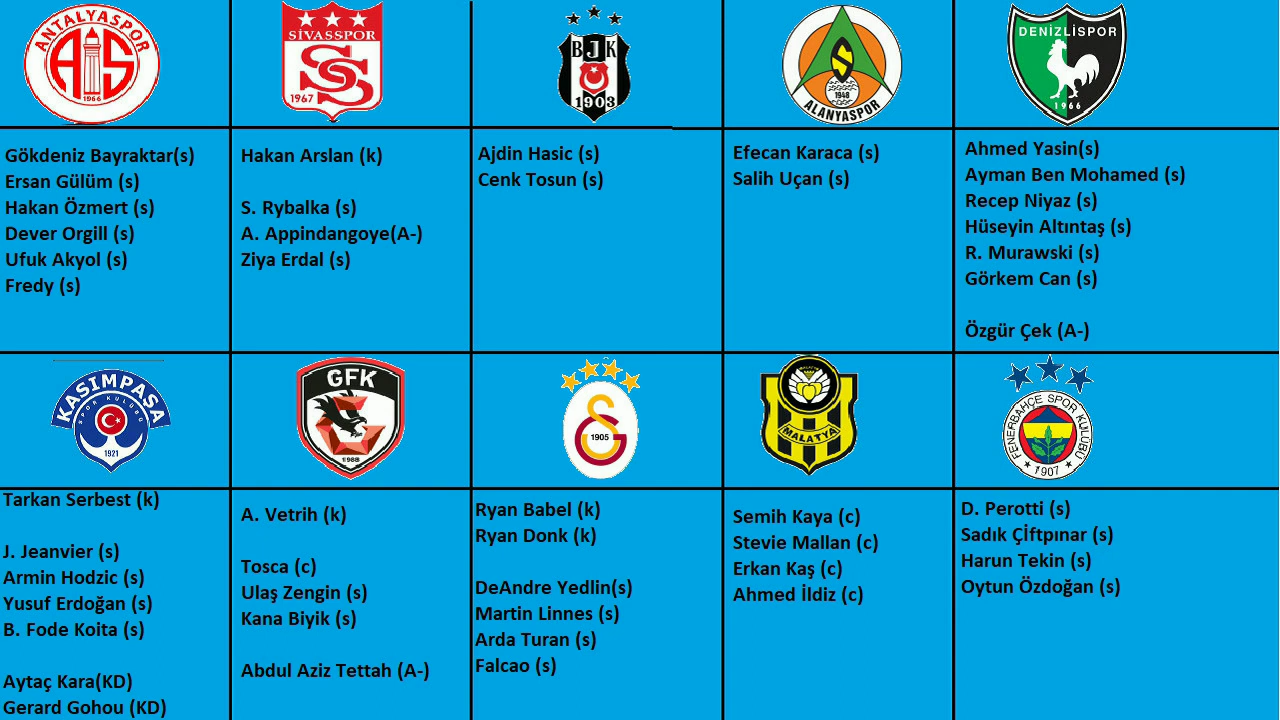 ANTALYASPOR
1966
SİVASSPOR
1967
BJK
1903
1948
ALANYASPOR
DENİZLİSPOR
1966
Gökdeniz Bayraktar(s)
Ersan Gülüm (s)
Hakan Özmert (s)
Dever Orgill (s)
Ufuk Akyol (s)
Fredy (s)
Hakan Arslan (k)
S. Rybalka (s)
A. Appindangoye(A-)
Ziya Erdal (s)
Ajdin Hasic (s)
Cenk Tosun (s)
Efecan Karaca (s)
Salih Uçan (s)
Ahmed Yasin(s)
Ayman Ben Mohamed (s)
Recep Niyaz (s)
Hüseyin Altıntaş (s)
R. Murawski (s)
Görkem Can (s)
Özgür Çek (A-)
KASIMPAŞA
SPOR KULÜBÜ
1921
GFK
1988
1905
MALATYA
FENERBAHÇE SPOR KULÜBÜ
1907
Tarkan Serbest (k)
J. Jeanvier (s)
Armin Hodzic (s)
Yusuf Erdoğan (s)
B. Fode Koita (s)
Aytaç Kara(KD)
Gerard Gohou (KD)
A. Vetrih (k)
Tosca (c)
Ulaş Zengin (s)
Kana Biyik (s)
Abdul Aziz Tettah (A-)
Ryan Babel (k)
Ryan Donk (k)
DeAndre Yedlin(s)
Martin Linnes (s)
Arda Turan (s)
Falcao (s)
Semih Kaya (c)
Stevie Mallan (c)
Erkan Kaş (c)
Ahmed İldiz (c)
D. Perotti (s)
Sadık Çİftpınar (s)
Harun Tekin (s)
Oytun Özdoğan (s)